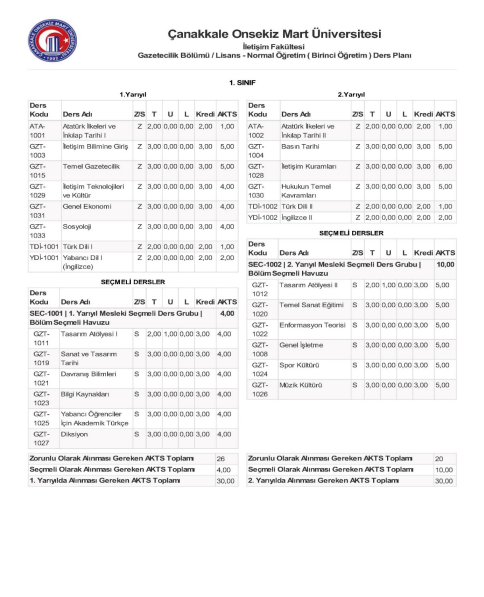 Çanakkale Onsekiz Mart Üniversitesi
İletişim Fakültesi
Gazetecilik Bölümü / Lisans - Normal Öğretim ( Birinci Öğretim ) Ders Planı
1. SINIF
1.Yarıyıl
Ders Kodu Ders Adı Z/S T U L Kredi AKTS
ATA-1001 Atatürk İlkeleri ve İnkılap Tarihi I Z 2,00 0,00 0,00 2,00 1,00
GZT-1003 İletişim Bilimine Giriş Z 3,00 0,00 0,00 3,00 5,00
GZT-1015 Temel Gazetecilik Z 3,00 0,00 0,00 3,00 5,00
GZT-1029 İletişim Teknolojileri ve Kültür Z 3,00 0,00 0,00 3,00 4,00
GZT-1031 Genel Ekonomi Z 3,00 0,00 0,00 3,00 4,00
GZT-1033 Sosyoloji Z 3,00 0,00 0,00 3,00 4,00
TDİ-1001 Türk Dili I Z 2,00 0,00 0,00 2,00 1,00
YDİ-1001 Yabancı Dil I (İngilizce) Z 2,00 0,00 0,00 2,00 2,00
SEÇMELİ DERSLER
Ders Kodu Ders Adı Z/S T U L Kredi AKTS
SEC-1001 | 1. Yarıyıl Mesleki Seçmeli Ders Grubu | Bölüm Seçmeli Havuzu 4,00
GZT-1011 Tasarım Atölyesi I S 2,00 1,00 0,00 3,00 4,00
GZT-1019 Sanat ve Tasarım Tarihi S 3,00 0,00 0,00 3,00 4,00
GZT-1021 Davranış Bilimleri S 3,00 0,00 0,00 3,00 4,00
GZT-1023 Bilgi Kaynakları S 3,00 0,00 0,00 3,00 4,00
GZT-1025 Yabancı Öğrenciler İçin Akademik Türkçe S 3,00 0,00 0,00 3,00 4,00
GZT-1027 Diksiyon S 3,00 0,00 0,00 3,00 4,00
Zorunlu Olarak Alınması Gereken AKTS Toplamı 26
Seçmeli Olarak Alınması Gereken AKTS Toplamı 4,00
1. Yarıyılda Alınması Gereken AKTS Toplamı 30,00
2.Yarıyıl
Ders Kodu Ders Adı Z/S T U L Kredi AKTS
ATA-1002 Atatürk İlkeleri ve İnkılap Tarihi II Z 2,00 0,00 0,00 2,00 1,00
GZT-1004 Basın Tarihi Z 3,00 0,00 0,00 3,00 5,00
GZT-1028 İletişim Kuramları Z 3,00 0,00 0,00 3,00 6,00
GZT-1030 Hukukun Temel Kavramları Z 3,00 0,00 0,00 3,00 5,00
TDİ-1002 Türk Dili II Z 2,00 0,00 0,00 2,00 1,00
YDİ-1002 İngilizce II Z 2,00 0,00 0,00 2,00 2,00
SEÇMELİ DERSLER
Ders Kodu Ders Adı Z/S T U L Kredi AKTS
SEC-1002 | 2. Yarıyıl Mesleki Seçmeli Ders Grubu | Bölüm Seçmeli Havuzu 10,00
GZT-1012 Tasarım Atölyesi II S 2,00 1,00 0,00 3,00 5,00
GZT-1020 Temel Sanat Eğitimi S 3,00 0,00 0,00 3,00 5,00
GZT-1022 Enformasyon Teorisi S 3,00 0,00 0,00 3,00 5,00
GZT-1008 Genel İşletme S 3,00 0,00 0,00 3,00 5,00
GZT-1024 Spor Kültürü S 3,00 0,00 0,00 3,00 5,00
GZT-1026 Müzik Kültürü S 3,00 0,00 0,00 3,00 5,00
Zorunlu Olarak Alınması Gereken AKTS Toplamı 20
Seçmeli Olarak Alınması Gereken AKTS Toplamı 10,00
2. Yarıyılda Alınması Gereken AKTS Toplamı 30,00